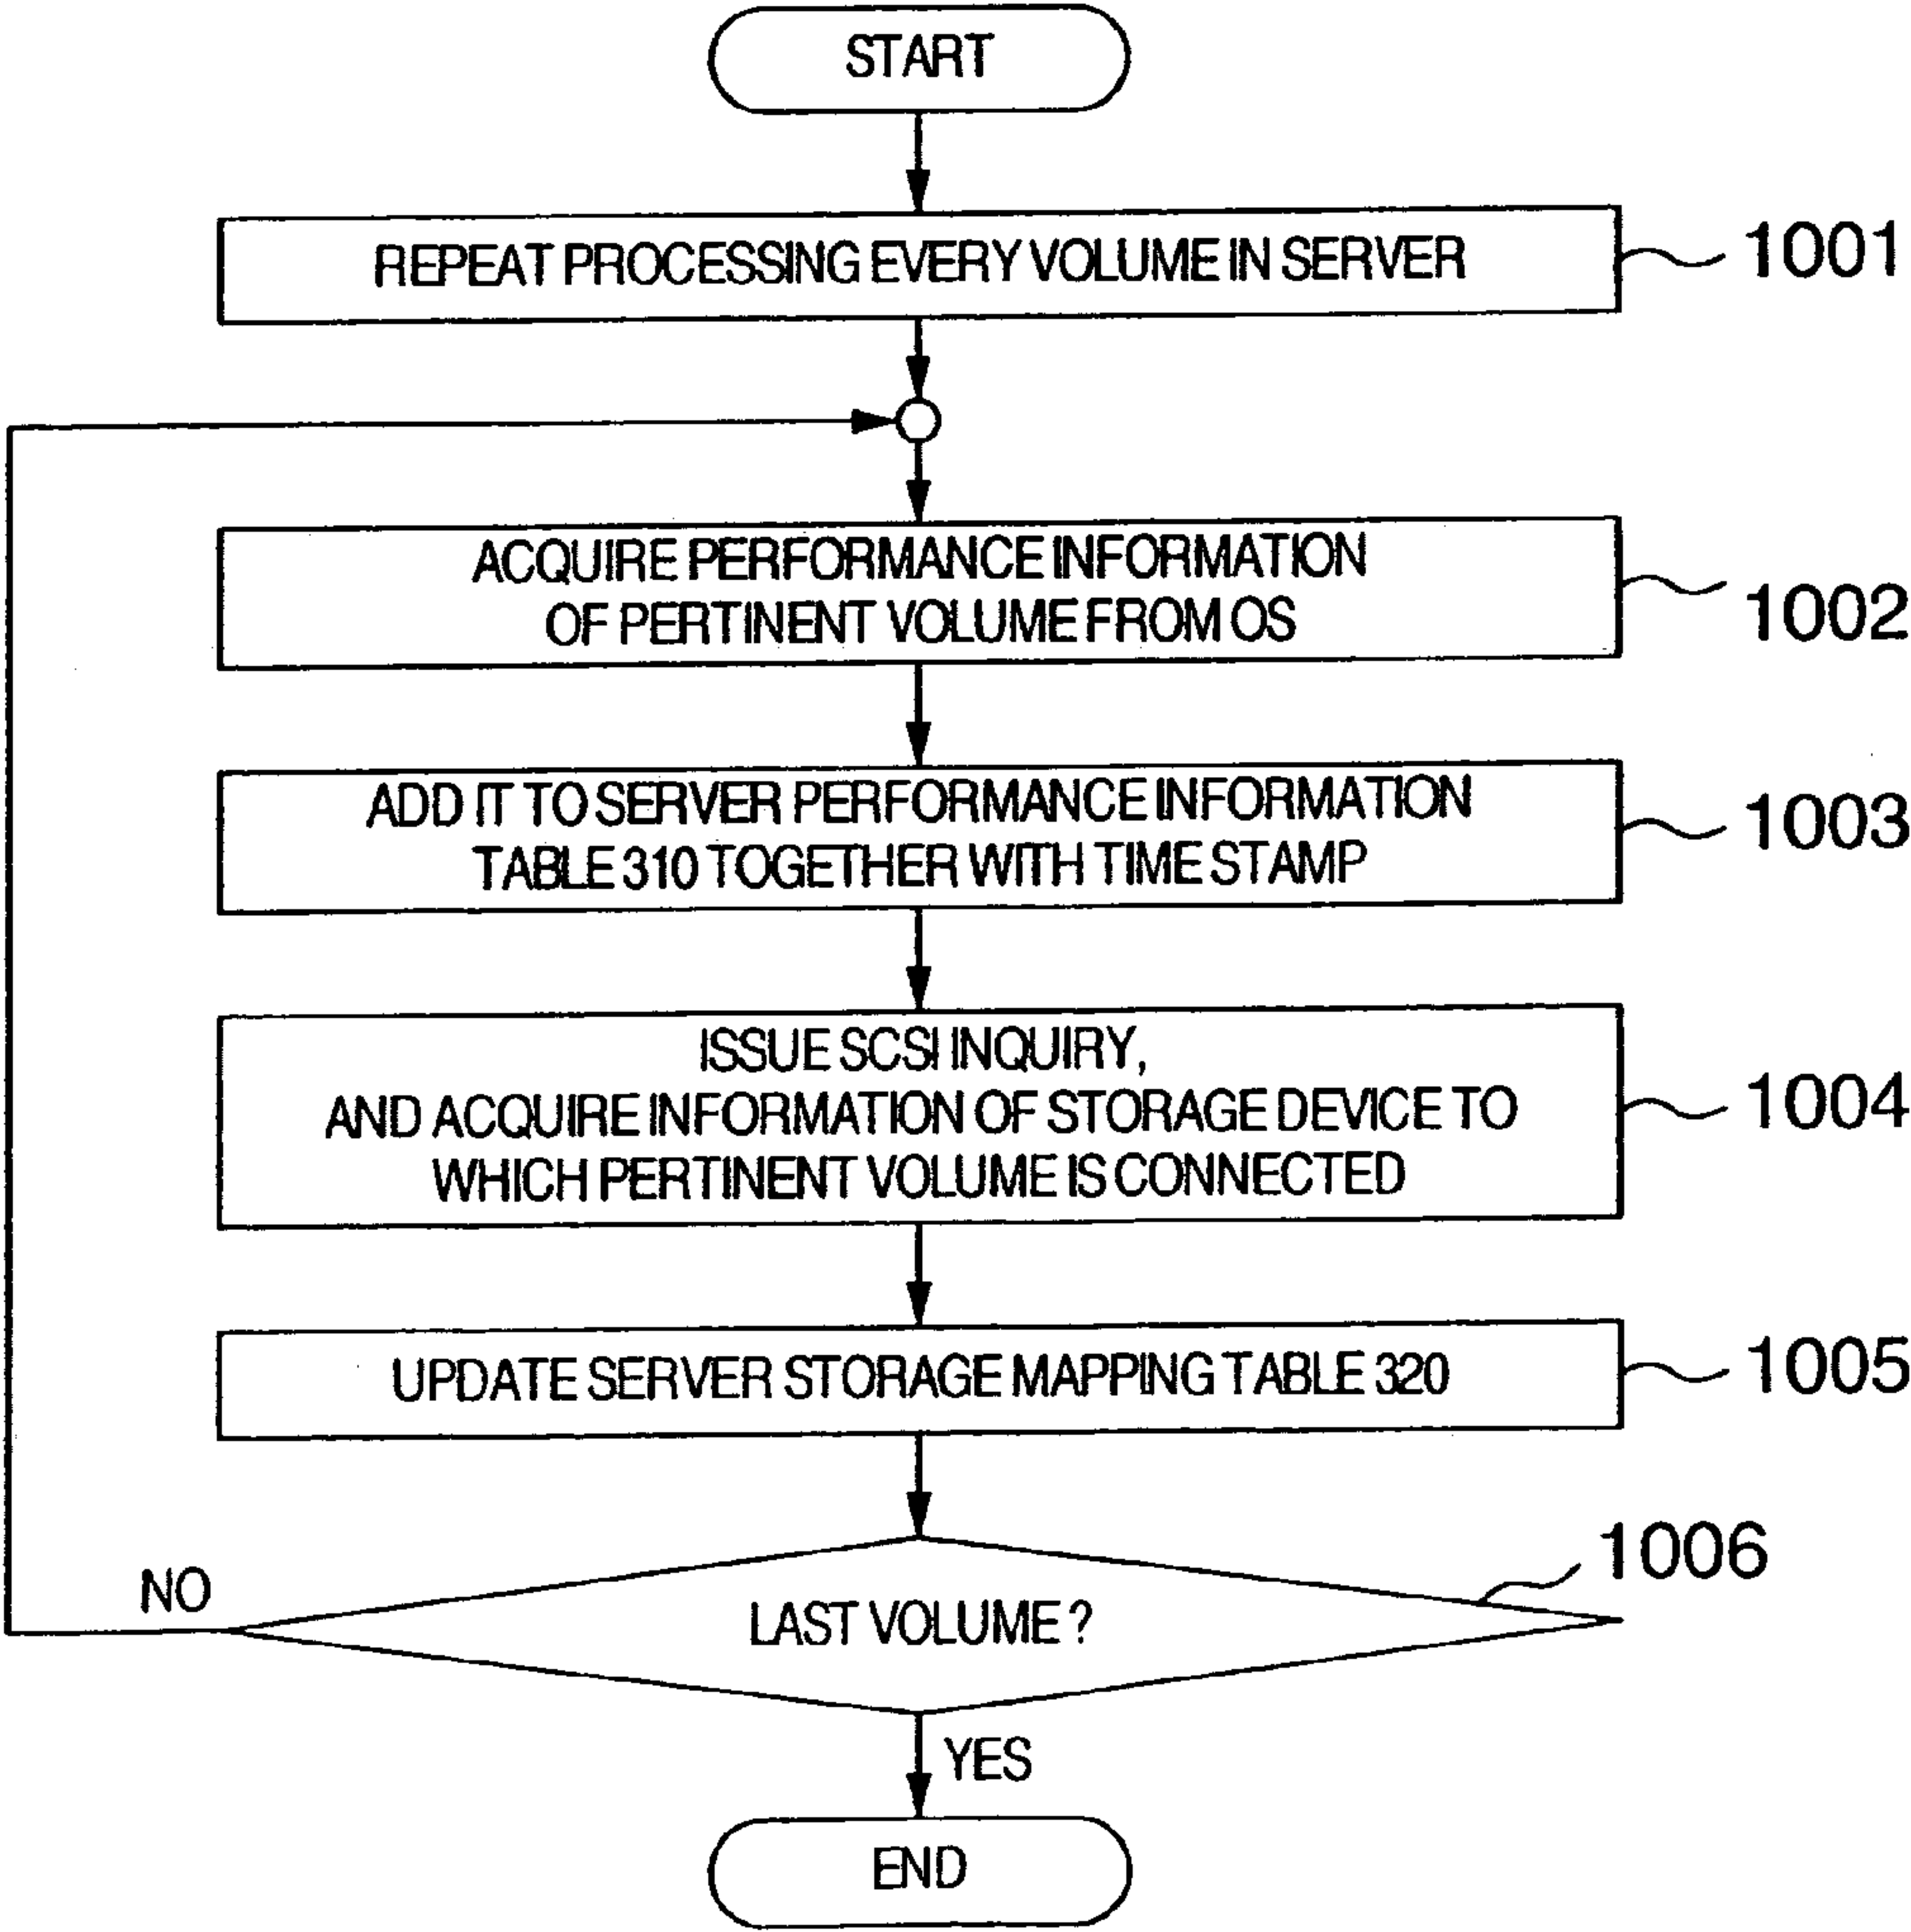 START
REPEAT PROCESSING EVERY VOLUME IN SERVER
1001
ACQUIRE PERFORMANCE INFORMATION
OF PERTINENT VOLUME FROM OS
1002
ADD IT TO SERVER PERFORMANCE INFORMATION
TABLE 310 TOGETHER WITH TIME STAMP
1003
ISSUE SCSI INQUIRY,
AND ACQUIRE INFORMATION OF STORAGE DEVICE TO
WHICH PERTINENT VOLUME IS CONNECTED
1004
UPDATE SERVER STORAGE MAPPING TABLE 320
1005
1006
NO
LAST VOLUME?
YES
END